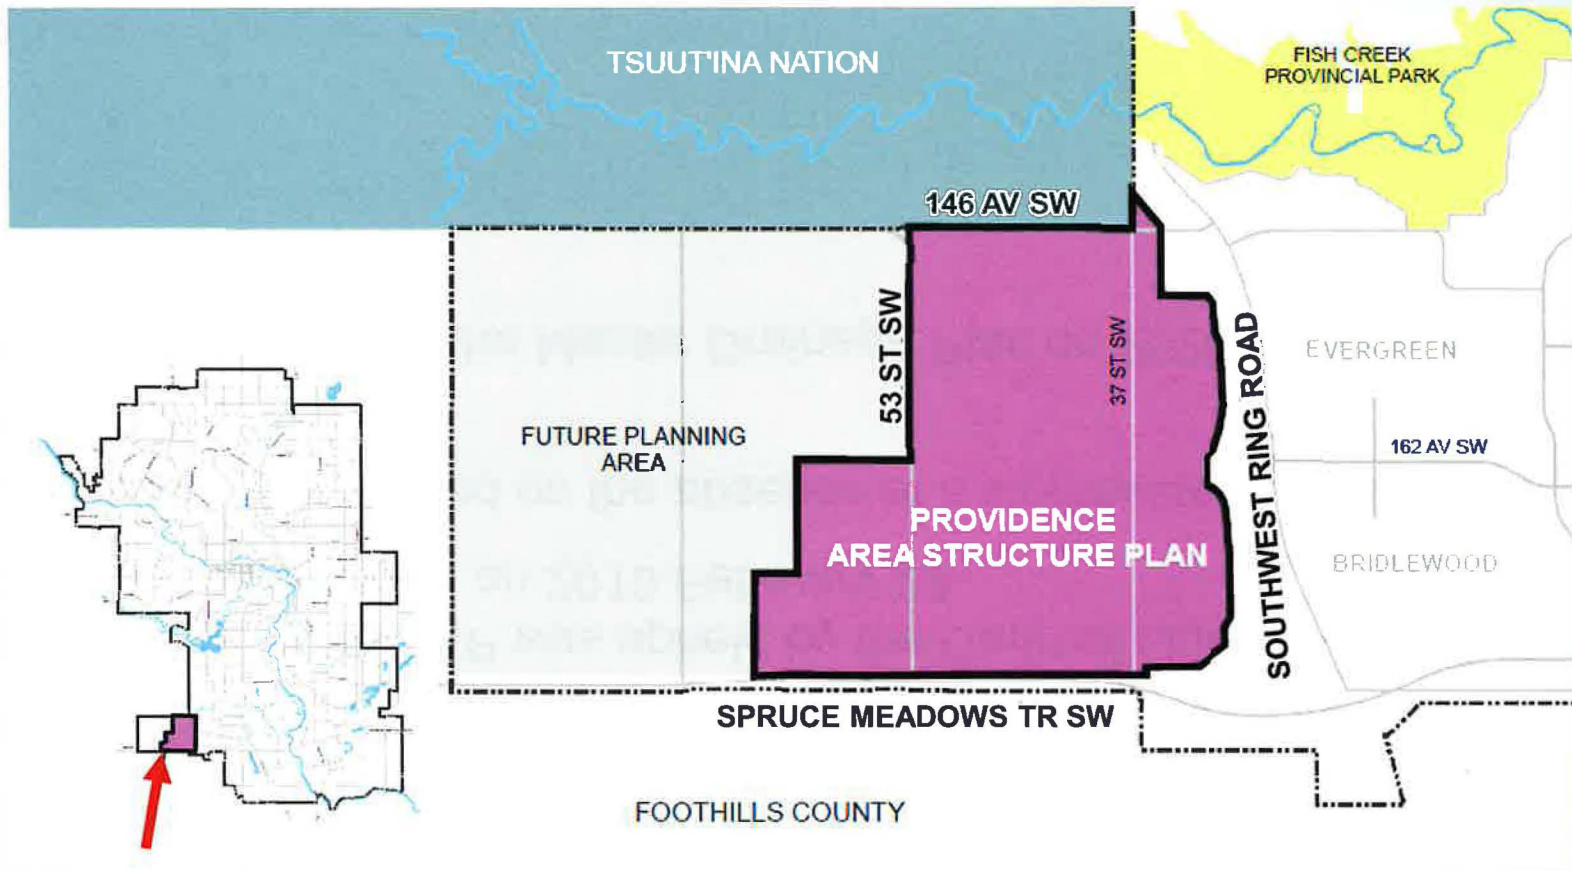 TSUUT'INA NATION
FISH CREEK
PROVINCIAL PARK
146 AV SW
53 ST SW
37 ST SW
SOUTHWEST RING ROAD
EVERGREEN
FUTURE PLANNING
AREA
162 AV SW
PROVIDENCE
AREA STRUCTURE PLAN
BRIDLEWOOD
SPRUCE MEADOWS TR SW
FOOTHILLS COUNTY